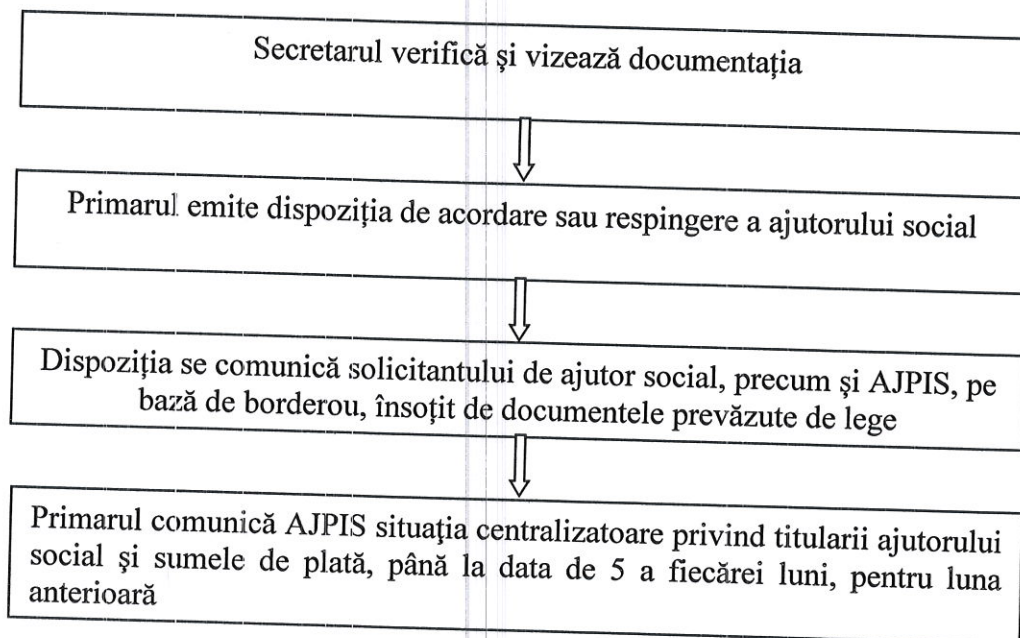 Secretarul verifică şi vizează documentaţia
Primarul emite dispoziţia de acordare sau respingere a ajutorului social
Dispoziţia se comunică solicitantului de ajutor social, precum şi AJPIS, pe
bază de borderou, însoţit de documentele prevăzute de lege
Primarul comunică AJPIS situaţia centralizatoare privind titularii ajutorului
social şi sumele de plată, până la data de 5 a fiecărei luni, pentru luna
anterioară